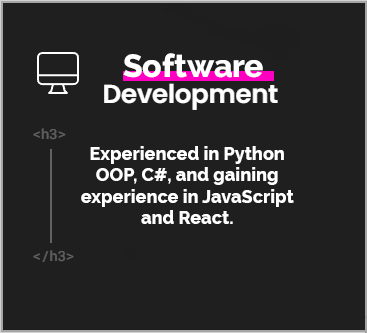 Software
Development
<h3>
Experienced in Python
OOP, C#, and gaining
experience in JavaScript
and React.
</h3>